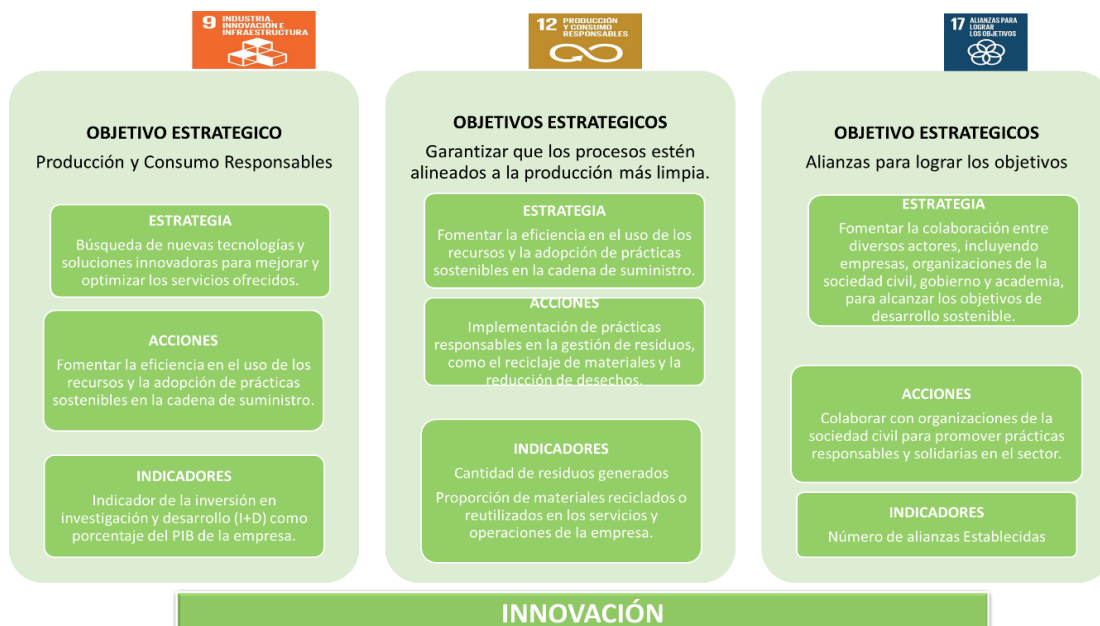 9 INDUSTRIA,
INNOVACIÓN E
INFRAESTRUCTURA
OBJETIVO ESTRATEGICO
Producción y Consumo Responsables
ESTRATEGIA
Búsqueda de nuevas tecnologías y
soluciones innovadoras para mejorar y
optimizar los servicios ofrecidos.
ACCIONES
Fomentar la eficiencia en el uso de los
recursos y la adopción de prácticas
sostenibles en la cadena de suministro.
INDICADORES
Indicador de la inversión en
investigación y desarrollo (I+D) como
porcentaje del PIB de la empresa.
12 PRODUCCIÓN
Y CONSUMO
RESPONSABLES
OBJETIVOS ESTRATEGICOS
Garantizar que los procesos estén
alineados a la producción más limpia.
ESTRATEGIA
Fomentar la eficiencia en el uso de los
recursos y la adopción de prácticas
sostenibles en la cadena de suministro.
ACCIONES
Implementación de prácticas
responsables en la gestión de residuos,
como el reciclaje de materiales y la
reducción de desechos.
INDICADORES
Cantidad de residuos generados
Proporción de materiales reciclados o
reutilizados en los servicios y
operaciones de la empresa.
17 ALIANZAS PARA
LOGRAR
LOS OBJETIVOS
OBJETIVO ESTRATEGICOS
Alianzas para lograr los objetivos
ESTRATEGIA
Fomentar la colaboración entre
diversos actores, incluyendo
empresas, organizaciones de la
sociedad civil, gobierno y academia,
para alcanzar los objetivos de
desarrollo sostenible.
ACCIONES
Colaborar con organizaciones de la
sociedad civil para promover prácticas
responsables y solidarias en el sector.
INDICADORES
Número de alianzas Establecidas
INNOVACIÓN